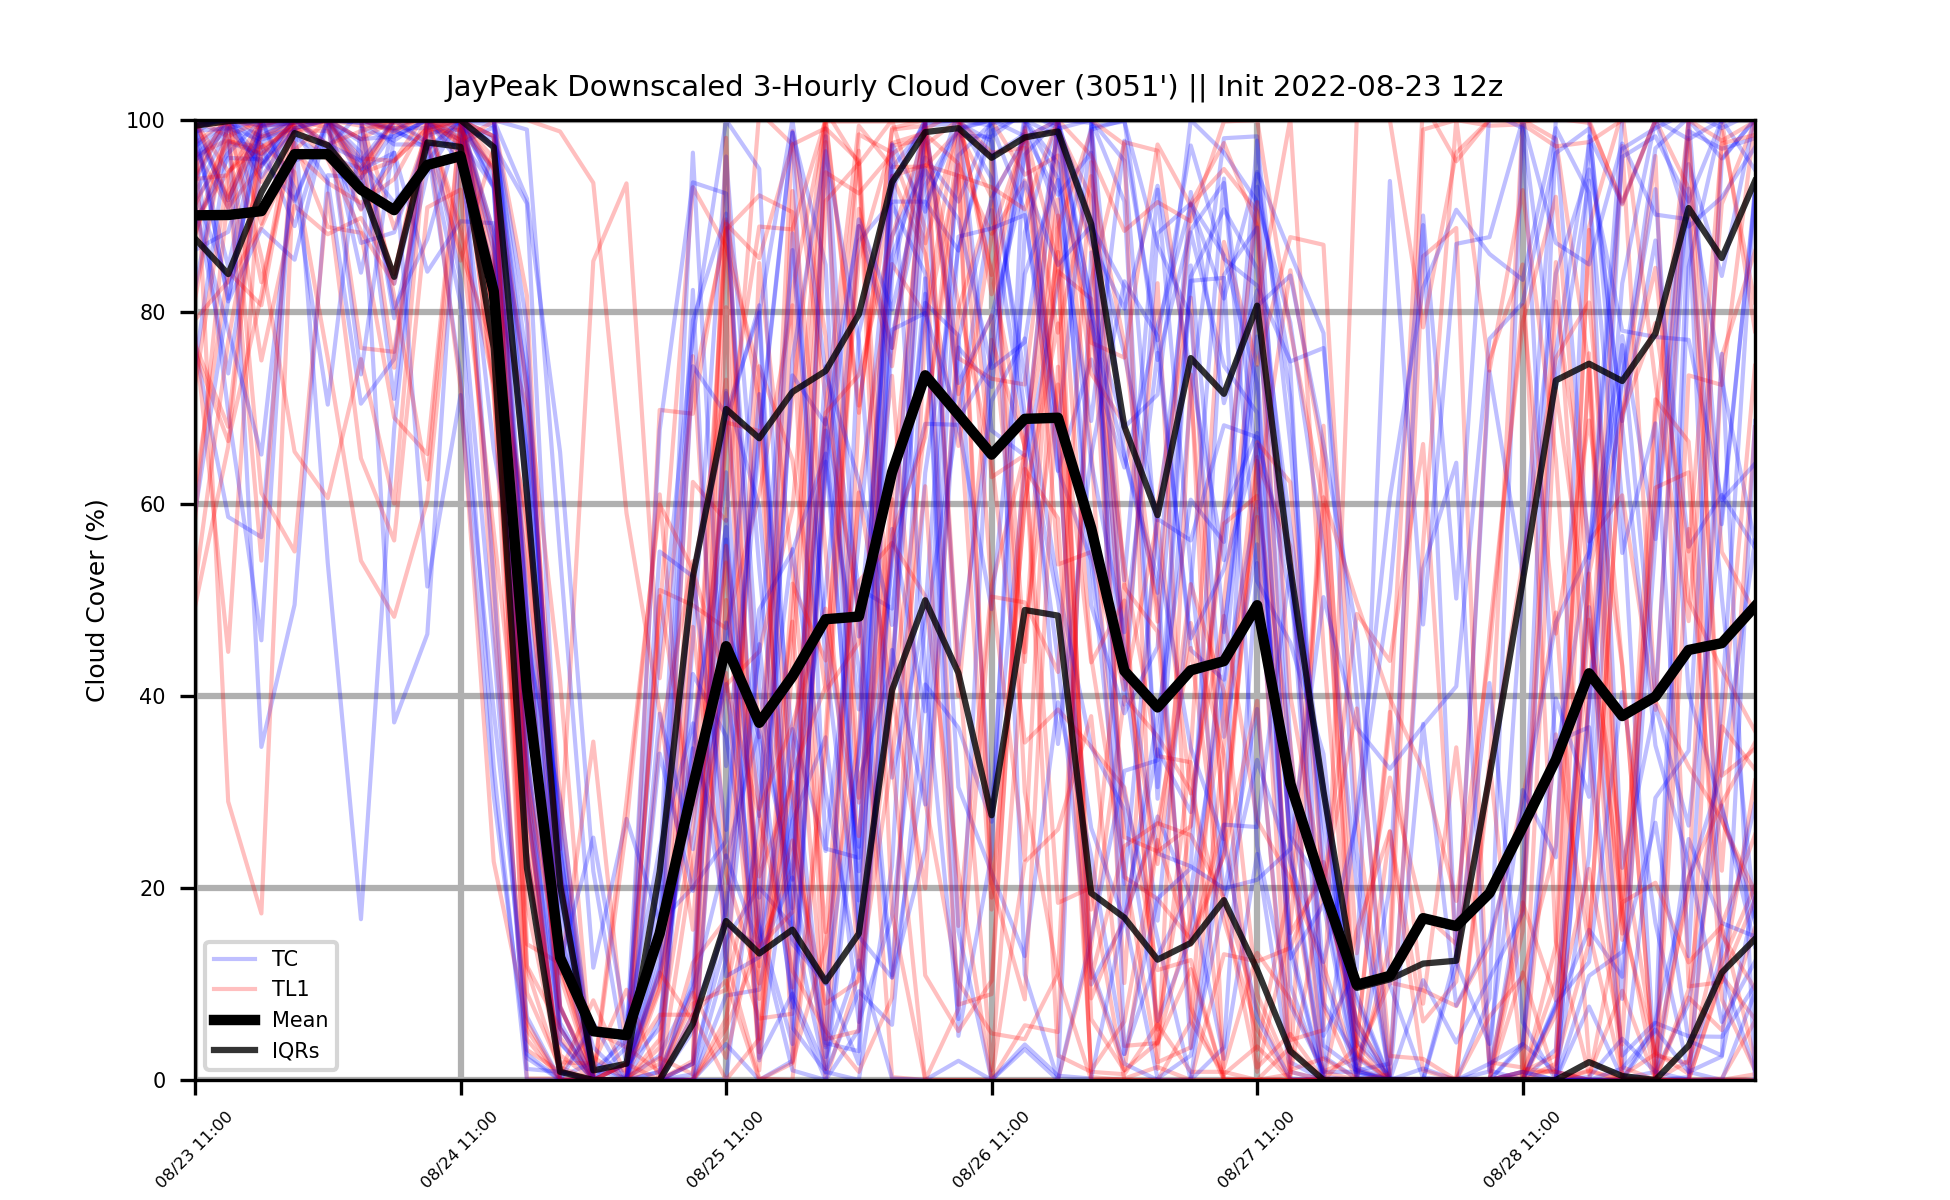 JayPeak Downscaled 3-Hourly Cloud Cover (3051') || Init 2022-08-23 12z
Cloud Cover (%)
100
80
60
40
20
0
TC
TL1
Mean
IQRs
08/23 11:00
08/24 11:00
08/25 11:00
08/26 11:00
08/27 11:00
08/28 11:00